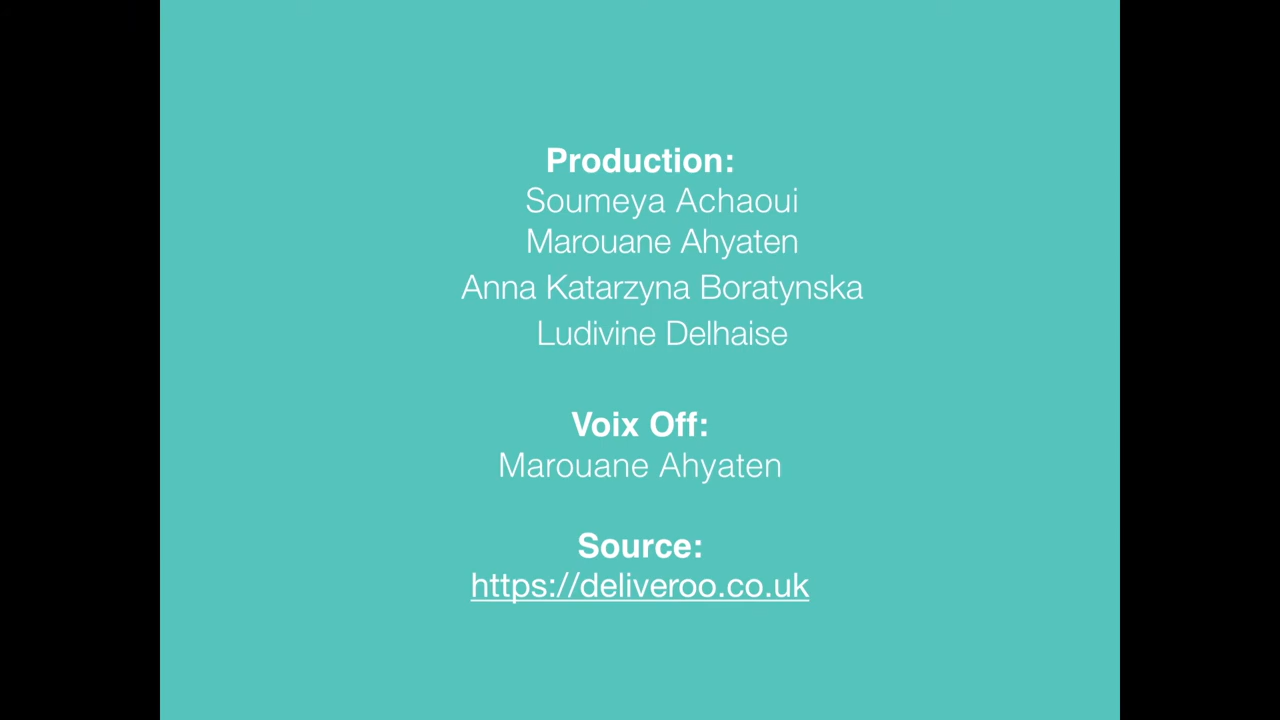 Production:
Soumeya Achaoui
Marouane Ahyaten
Anna Katarzyna Boratynska
Ludivine Delhaise
Voix Off:
Marouane Ahyaten
Source:
https://deliveroo.co.uk